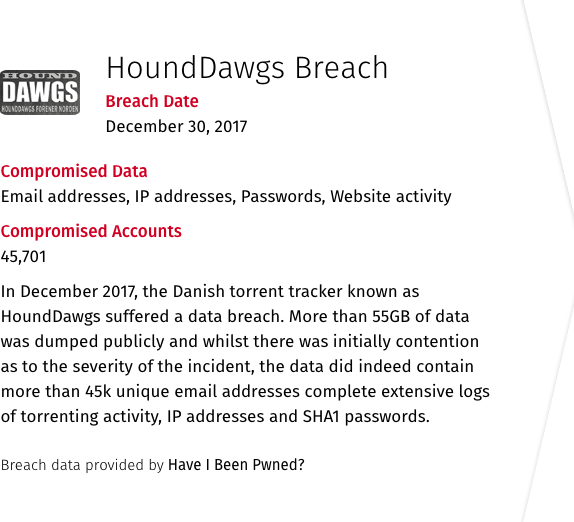 HOUND
DAWGS
HOUNDDAWGS FORENER NORDEN
HoundDawgs Breach
Breach Date
December 30, 2017
Compromised Data
Email addresses, IP addresses, Passwords, Website activity
Compromised Accounts
45,701
In December 2017, the Danish torrent tracker known as
HoundDawgs suffered a data breach. More than 55GB of data
was dumped publicly and whilst there was initially contention
as to the severity of the incident, the data did indeed contain
more than 45k unique email addresses complete extensive logs
of torrenting activity, IP addresses and SHA1 passwords.
Breach data provided by Have I Been Pwned?